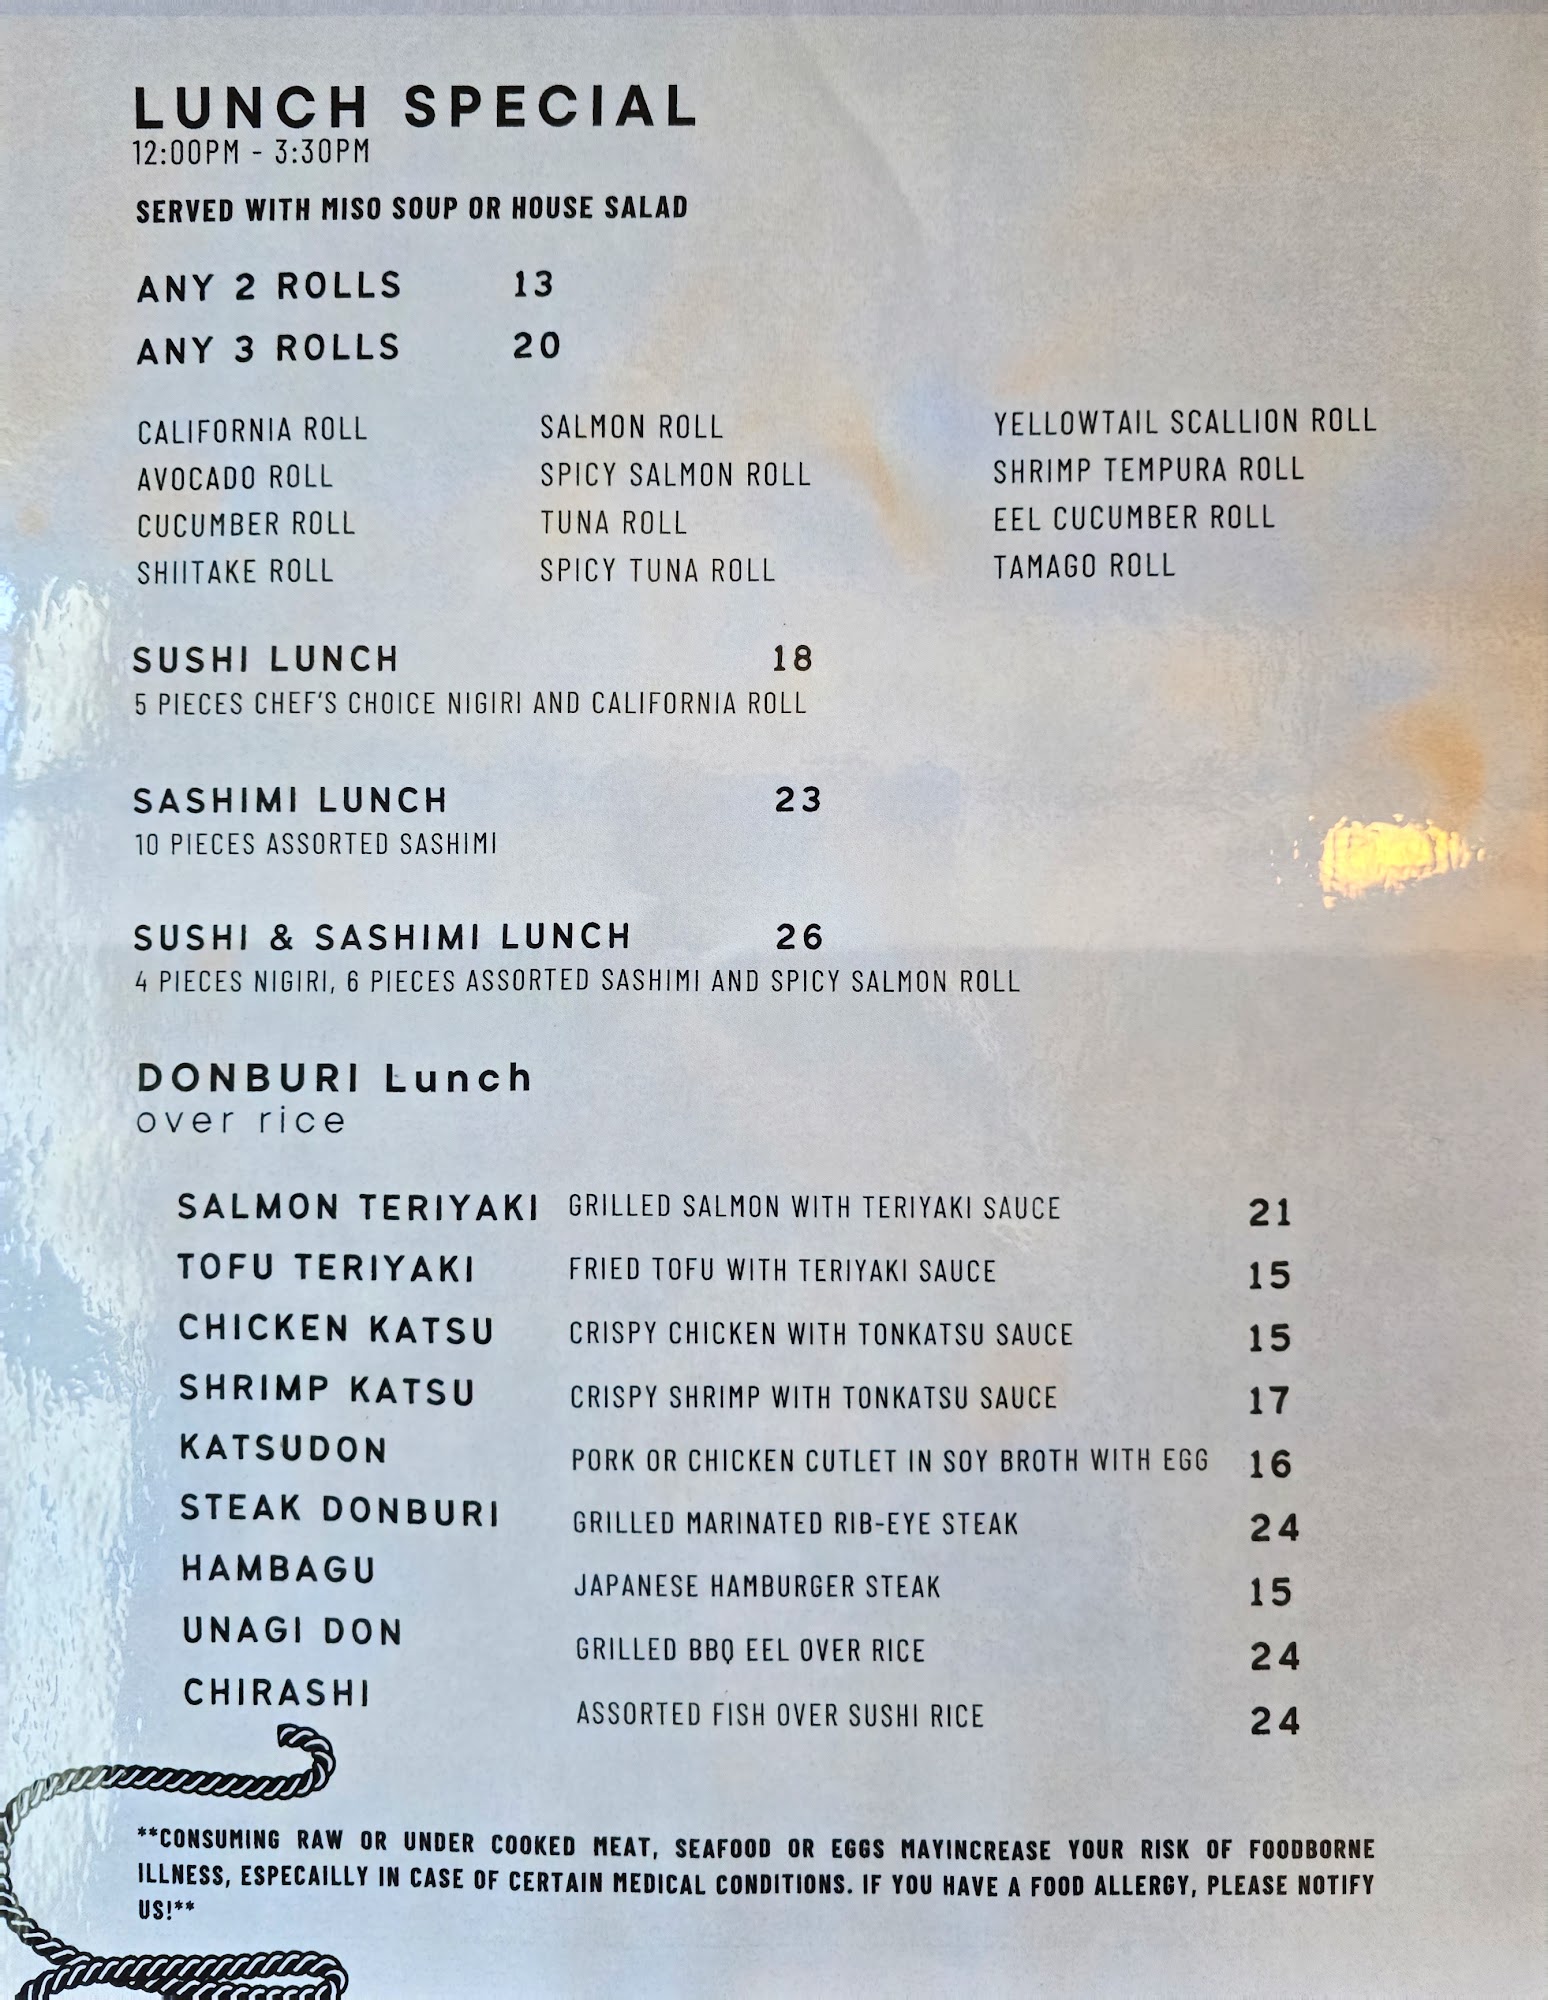 LUNCH SPECIAL
12:00PM - 3:30PM
SERVED WITH MISO SOUP OR HOUSE SALAD
ANY 2 ROLLS 13
ANY 3 ROLLS 20
CALIFORNIA ROLL SALMON ROLL YELLOWTAIL SCALLION ROLL
AVOCADO ROLL SPICY SALMON ROLL SHRIMP TEMPURA ROLL
CUCUMBER ROLL TUNA ROLL EEL CUCUMBER ROLL
SHIITAKE ROLL SPICY TUNA ROLL TAMAGO ROLL
SUSHI LUNCH 18
5 PIECES CHEF'S CHOICE NIGIRI AND CALIFORNIA ROLL
SASHIMI LUNCH 23
10 PIECES ASSORTED SASHIMI
SUSHI & SASHIMI LUNCH 26
4 PIECES NIGIRI, 6 PIECES ASSORTED SASHIMI AND SPICY SALMON ROLL
DONBURI Lunch
over rice
SALMON TERIYAKI GRILLED SALMON WITH TERIYAKI SAUCE 21
TOFU TERIYAKI FRIED TOFU WITH TERIYAKI SAUCE 15
CHICKEN KATSU CRISPY CHICKEN WITH TONKATSU SAUCE 15
SHRIMP KATSU CRISPY SHRIMP WITH TONKATSU SAUCE 17
KATSUDON PORK OR CHICKEN CUTLET IN SOY BROTH WITH EGG 16
STEAK DONBURI GRILLED MARINATED RIB-EYE STEAK 24
HAMBAGU JAPANESE HAMBURGER STEAK 15
UNAGI DON GRILLED BBQ EEL OVER RICE 24
CHIRASHI ASSORTED FISH OVER SUSHI RICE 24
**CONSUMING RAW OR UNDER COOKED MEAT, SEAFOOD OR EGGS MAYINCREASE YOUR RISK OF FOODBORNE
ILLNESS, ESPECAILLY IN CASE OF CERTAIN MEDICAL CONDITIONS. IF YOU HAVE A FOOD ALLERGY, PLEASE NOTIFY
US!**